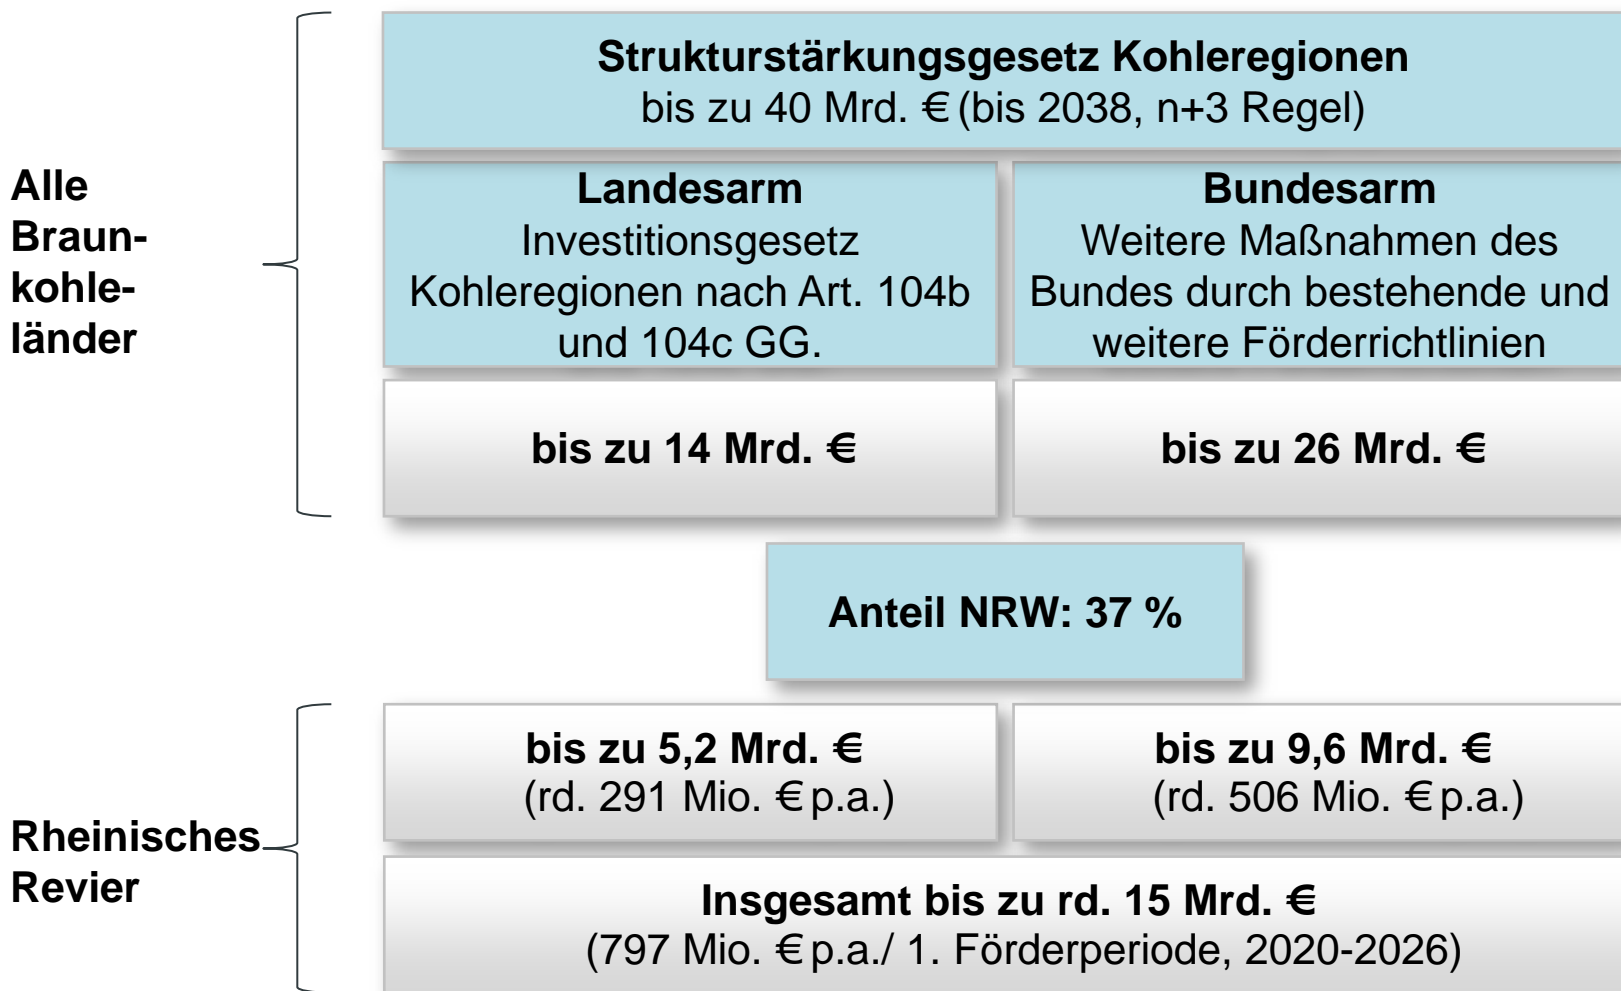 Strukturstärkungsgesetz Kohleregionen
bis zu 40 Mrd. € (bis 2038, n+3 Regel)
Alle
Braun-
kohle-
länder
Landesarm
Investitionsgesetz
Kohleregionen nach Art. 104b
und 104c GG.
Bundesarm
Weitere Maßnahmen des
Bundes durch bestehende und
weitere Förderrichtlinien
bis zu 14 Mrd. €
bis zu 26 Mrd. €
Anteil NRW: 37 %
Rheinisches
Revier
bis zu 5,2 Mrd. €
(rd. 291 Mio. € p.a.)
bis zu 9,6 Mrd. €
(rd. 506 Mio. € p.a.)
Insgesamt bis zu rd. 15 Mrd. €
(797 Mio. € p.a./ 1. Förderperiode, 2020-2026)